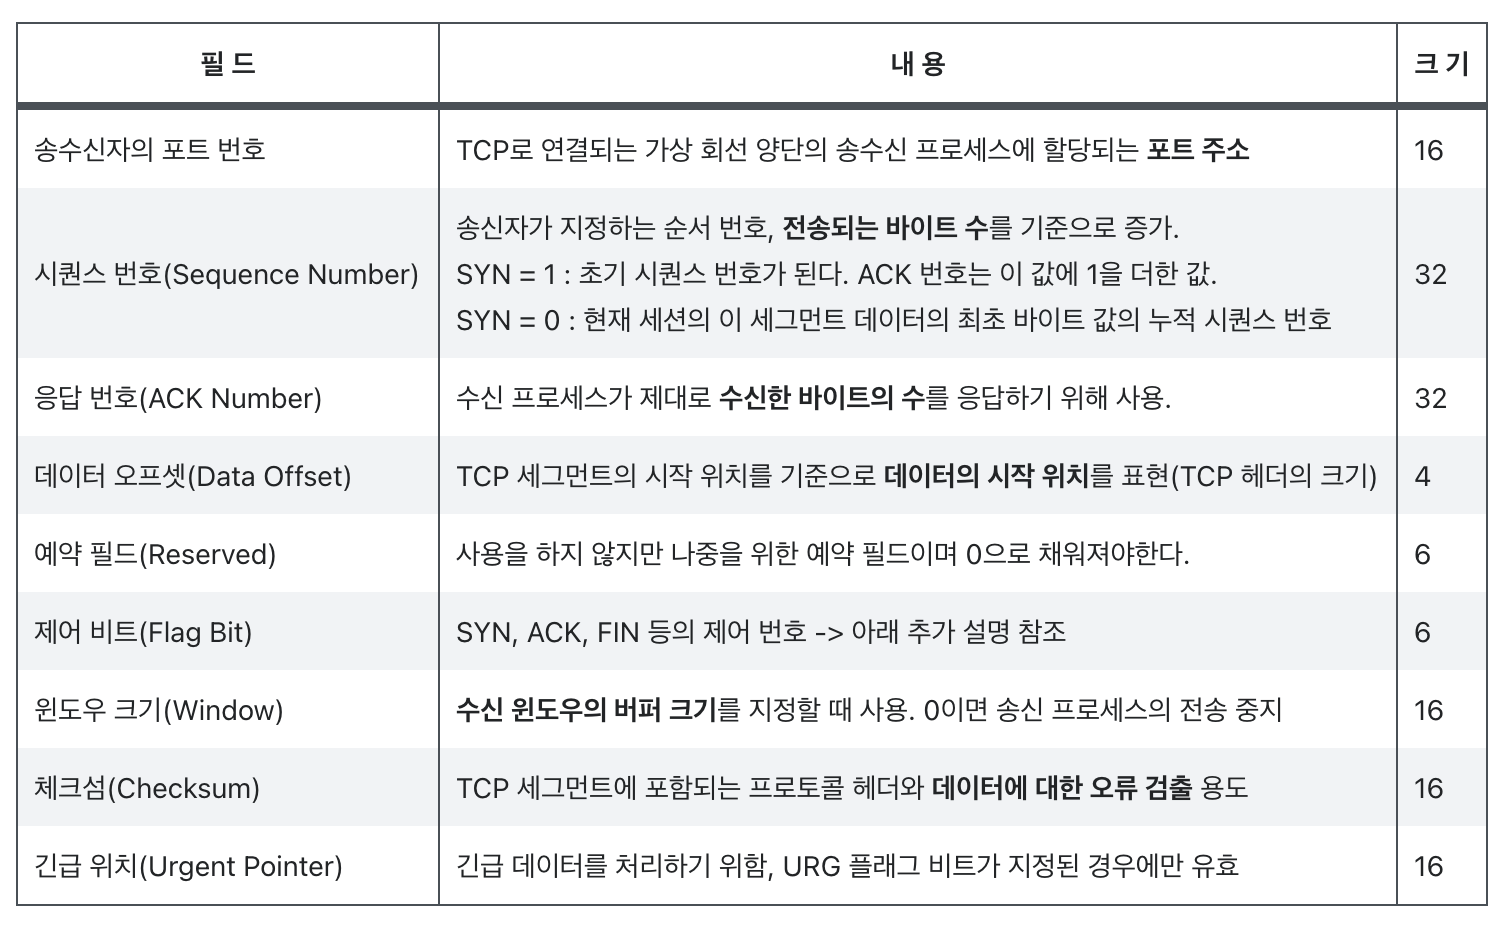 필드 내용 크기
송수신자의 포트 번호 TCP로 연결되는 가상 회선 양단의 송수신 프로세스에 할당되는 포트 주소 16
송신자가 지정하는 순서 번호, 전송되는 바이트 수를 기준으로 증가.
시퀀스 번호(Sequence Number) SYN = 1 : 초기 시퀀스 번호가 된다. ACK 번호는 이 값에 1을 더한 값. 32
SYN = 0 : 현재 세션의 이 세그먼트 데이터의 최초 바이트 값의 누적 시퀀스 번호
응답 번호(ACK Number) 수신 프로세스가 제대로 수신한 바이트의 수를 응답하기 위해 사용. 32
데이터 오프셋(Data Offset) TCP 세그먼트의 시작 위치를 기준으로 데이터의 시작 위치를 표현(TCP 헤더의 크기) 4
예약 필드(Reserved) 사용을 하지 않지만 나중을 위한 예약 필드이며 0으로 채워져야한다. 6
제어 비트(Flag Bit) SYN, ACK, FIN 등의 제어 번호 -> 아래 추가 설명 참조 6
윈도우 크기(Window) 수신 윈도우의 버퍼 크기를 지정할 때 사용. 0이면 송신 프로세스의 전송 중지 16
체크섬(Checksum) TCP 세그먼트에 포함되는 프로토콜 헤더와 데이터에 대한 오류 검출 용도 16
긴급 위치(Urgent Pointer) 긴급 데이터를 처리하기 위함, URG 플래그 비트가 지정된 경우에만 유효 16